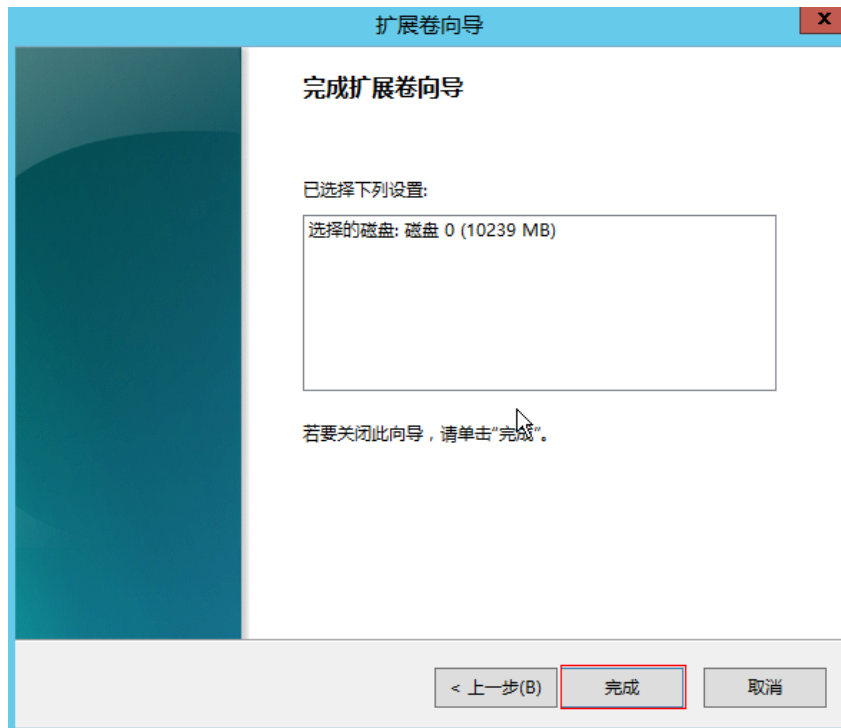 扩展卷向导
x
完成扩展卷向导
已选择下列设置:
选择的磁盘: 磁盘 0 (10239 MB)
若要关闭此向导，请单击"完成"。
< 上一步(B)
完成
取消